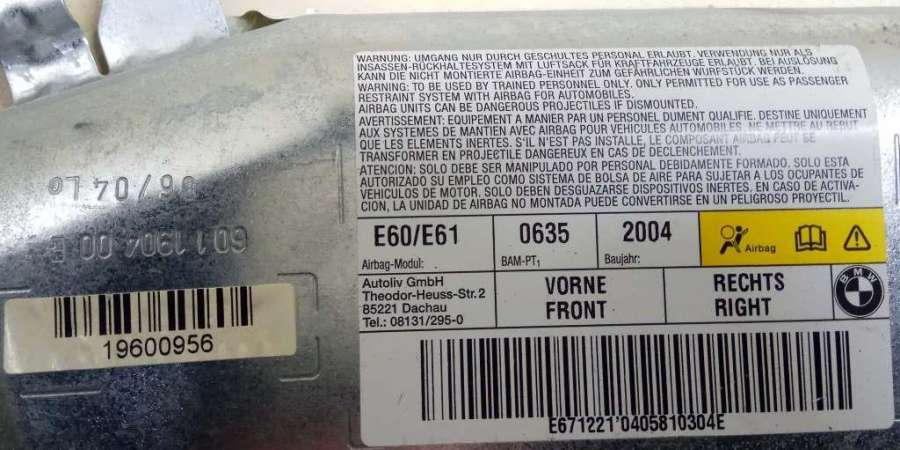 WARNUNG: UMGANG NUR DURCH GESCHULTES PERSONAL ERLAUBT. VERWENDUNG NUR ALS
INSASSEN-RÜCKHALTESYSTEM MIT LUFTSACK FÜR KRAFTFAHRZEUGE ERLAUBT. BEI AUSLÖSUNG
KANN DIE NICHT MONTIERTE AIRBAG-EINHEIT ZUM GEFÄHRLICHEN WURFSTÜCK WERDEN.
WARNING: TO BE USED BY TRAINED PERSONNEL ONLY. ONLY PERMITTED FOR USE AS PASSENGER
RESTRAINT SYSTEM WITH AIRBAG FOR AUTOMOBILES.
AIRBAG UNITS CAN BE DANGEROUS PROJECTILES IF DISMOUNTED.
AVERTISSEMENT: EQUIPEMENT A MANIER PAR UN PERSONEL DUMENT QUALIFIE. DESTINE UNIQUEMENT
AUX SYSTEMES DE MANTIEN AVEC AIRBAG POUR VEHICULES AUTOMOBILES. NE METTRE AU REBUT
QUE LES ELEMENTS INERTES. S'IL N'EST PAS INSTALLE, LE COMPOSANT AIRBAG PEUT SE
TRANSFORMER EN PROJECTILE DANGEREUX EN CAS DE DECLENCHEMENT.
ATENCION: SOLO DEBE SER MANIPULADO POR PERSONAL DEBIDAMENTE FORMADO. SOLO ESTA
AUTORIZADO SU EMPLEO COMO SISTEMA DE BOLSA DE AIRE PARA SUJETAR A LOS OCUPANTES DE
VEHICULOS DE MOTOR. SOLO DEBEN DESGUAZARSE DISPOSITIVOS INERTES. EN CASO DE ACTIVA-
CION, LA UNIDAD DE AIRBAG NO MONTADA PUEDE CONVERTIRSE EN UN PELIGROSO PROYECTIL.
E60/E61 0635 2004 Airbag
Airbag-Modul: BAM-PT1 Baujahr:
Autoliv GmbH
Theodor-Heuss-Str.2
85221 Dachau
Tel.: 08131/295-0
VORNE
FRONT
RECHTS
RIGHT
BMW
E671221'0405810304E
06/04 Lo
601 1904 00 E
19600956